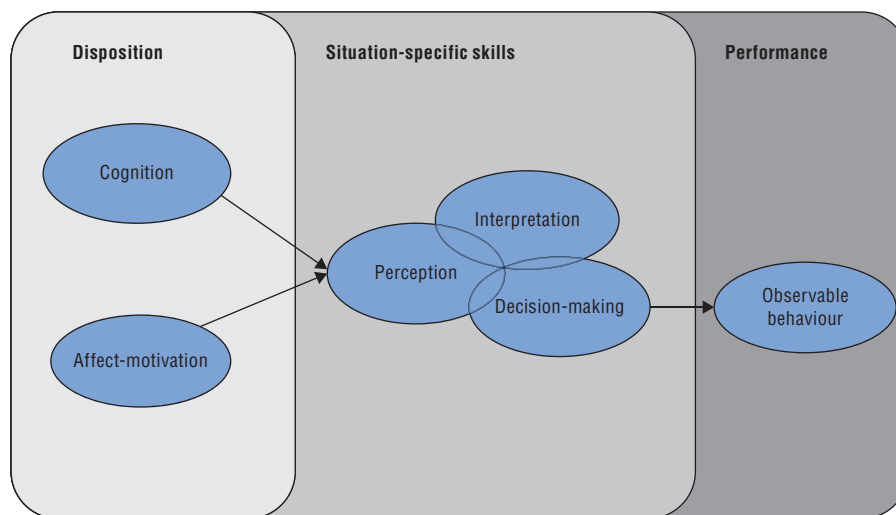 Disposition
Situation-specific skills
Performance
Cognition
Interpretation
Perception
Decision-making
Observable
behaviour
Affect-motivation